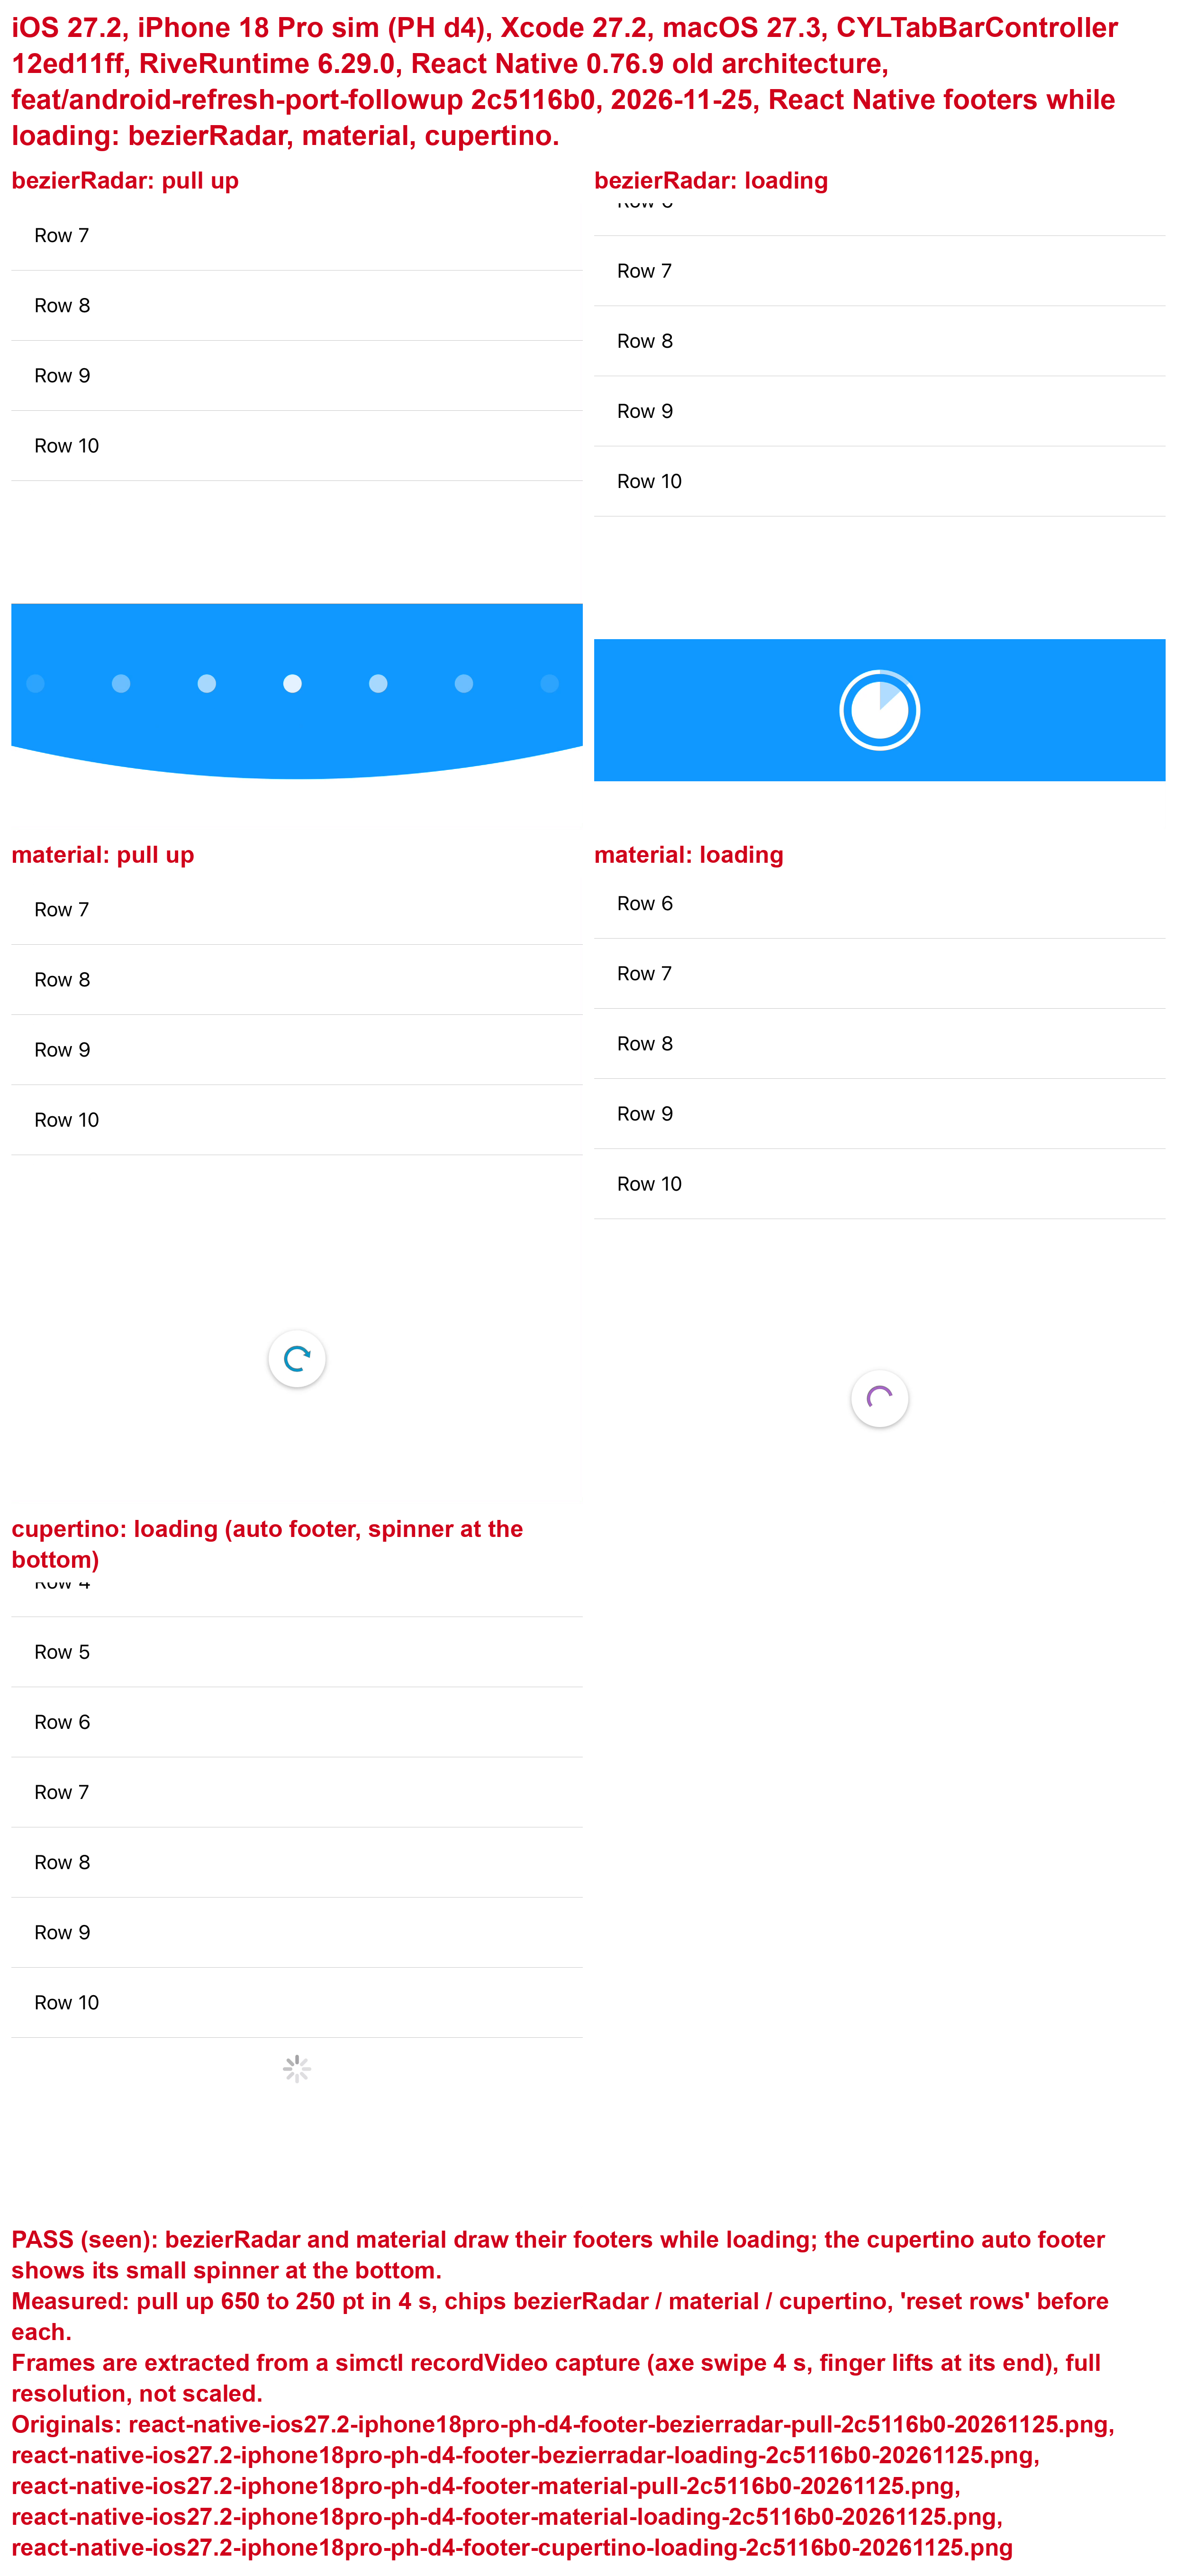 iOS 27.2, iPhone 18 Pro sim (PH d4), Xcode 27.2, macOS 27.3, CYLTabBarController
12ed11ff, RiveRuntime 6.29.0, React Native 0.76.9 old architecture,
feat/android-refresh-port-followup 2c5116b0, 2026-11-25, React Native footers while
loading: bezierRadar, material, cupertino.
bezierRadar: pull up
Row 7
Row 8
Row 9
Row 10
bezierRadar: loading
Row 7
Row 8
Row 9
Row 10
material: pull up
Row 7
Row 8
Row 9
Row 10
material: loading
Row 6
Row 7
Row 8
Row 9
Row 10
cupertino: loading (auto footer, spinner at the
bottom)
Row 4
Row 5
Row 6
Row 7
Row 8
Row 9
Row 10
PASS (seen): bezierRadar and material draw their footers while loading; the cupertino auto footer
shows its small spinner at the bottom.
Measured: pull up 650 to 250 pt in 4 s, chips bezierRadar / material / cupertino, 'reset rows' before
each.
Frames are extracted from a simctl recordVideo capture (axe swipe 4 s, finger lifts at its end), full
resolution, not scaled.
Originals: react-native-ios27.2-iphone18pro-ph-d4-footer-bezierradar-pull-2c5116b0-20261125.png,
react-native-ios27.2-iphone18pro-ph-d4-footer-bezierradar-loading-2c5116b0-20261125.png,
react-native-ios27.2-iphone18pro-ph-d4-footer-material-pull-2c5116b0-20261125.png,
react-native-ios27.2-iphone18pro-ph-d4-footer-material-loading-2c5116b0-20261125.png,
react-native-ios27.2-iphone18pro-ph-d4-footer-cupertino-loading-2c5116b0-20261125.png